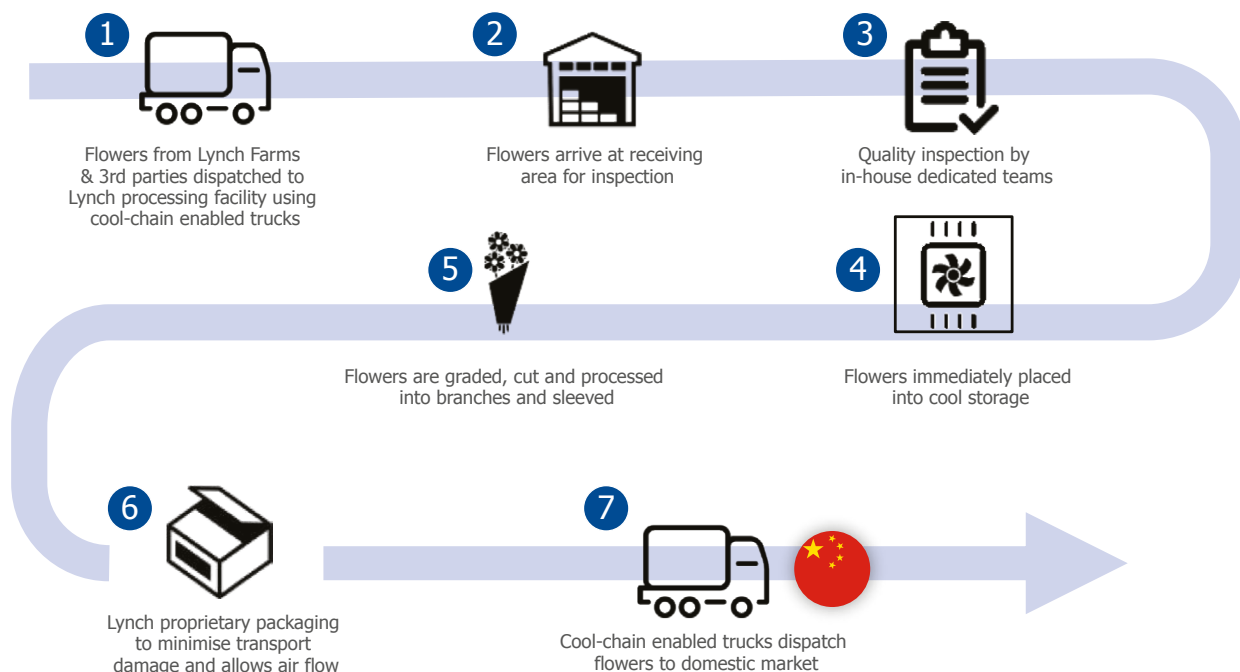 1
Flowers from Lynch Farms
& 3rd parties dispatched to
Lynch processing facility using
cool-chain enabled trucks
2
Flowers arrive at receiving
area for inspection
3
Quality inspection by
in-house dedicated teams
4
Flowers immediately placed
into cool storage
5
Flowers are graded, cut and processed
into branches and sleeved
6
Lynch proprietary packaging
to minimise transport
damage and allows air flow
7
Cool-chain enabled trucks dispatch
flowers to domestic market